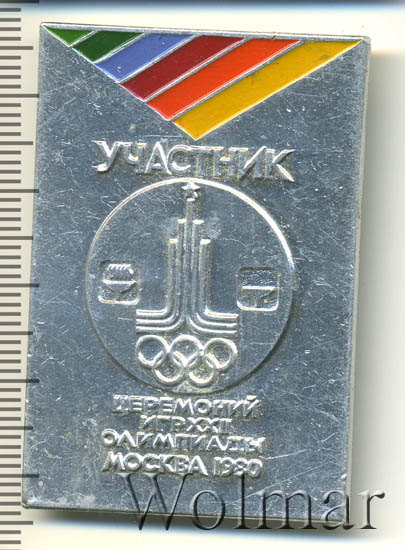 УЧАСТНИК
ЦЕРЕМОНИЙ
ИГР XXII
ОЛИМПИАДЫ
МОСКВА 1980
Wolmar